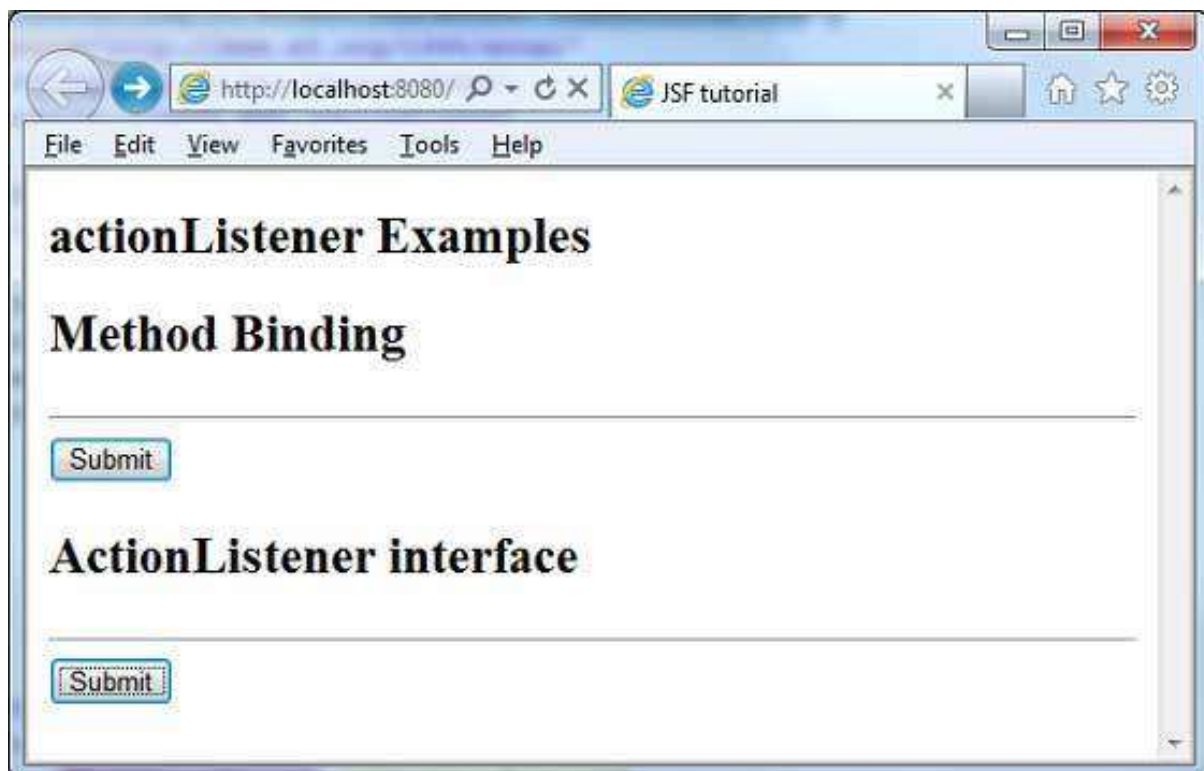 http://localhost:8080/
JSF tutorial
File Edit View Favorites Tools Help
actionListener Examples
Method Binding
Submit
ActionListener interface
Submit